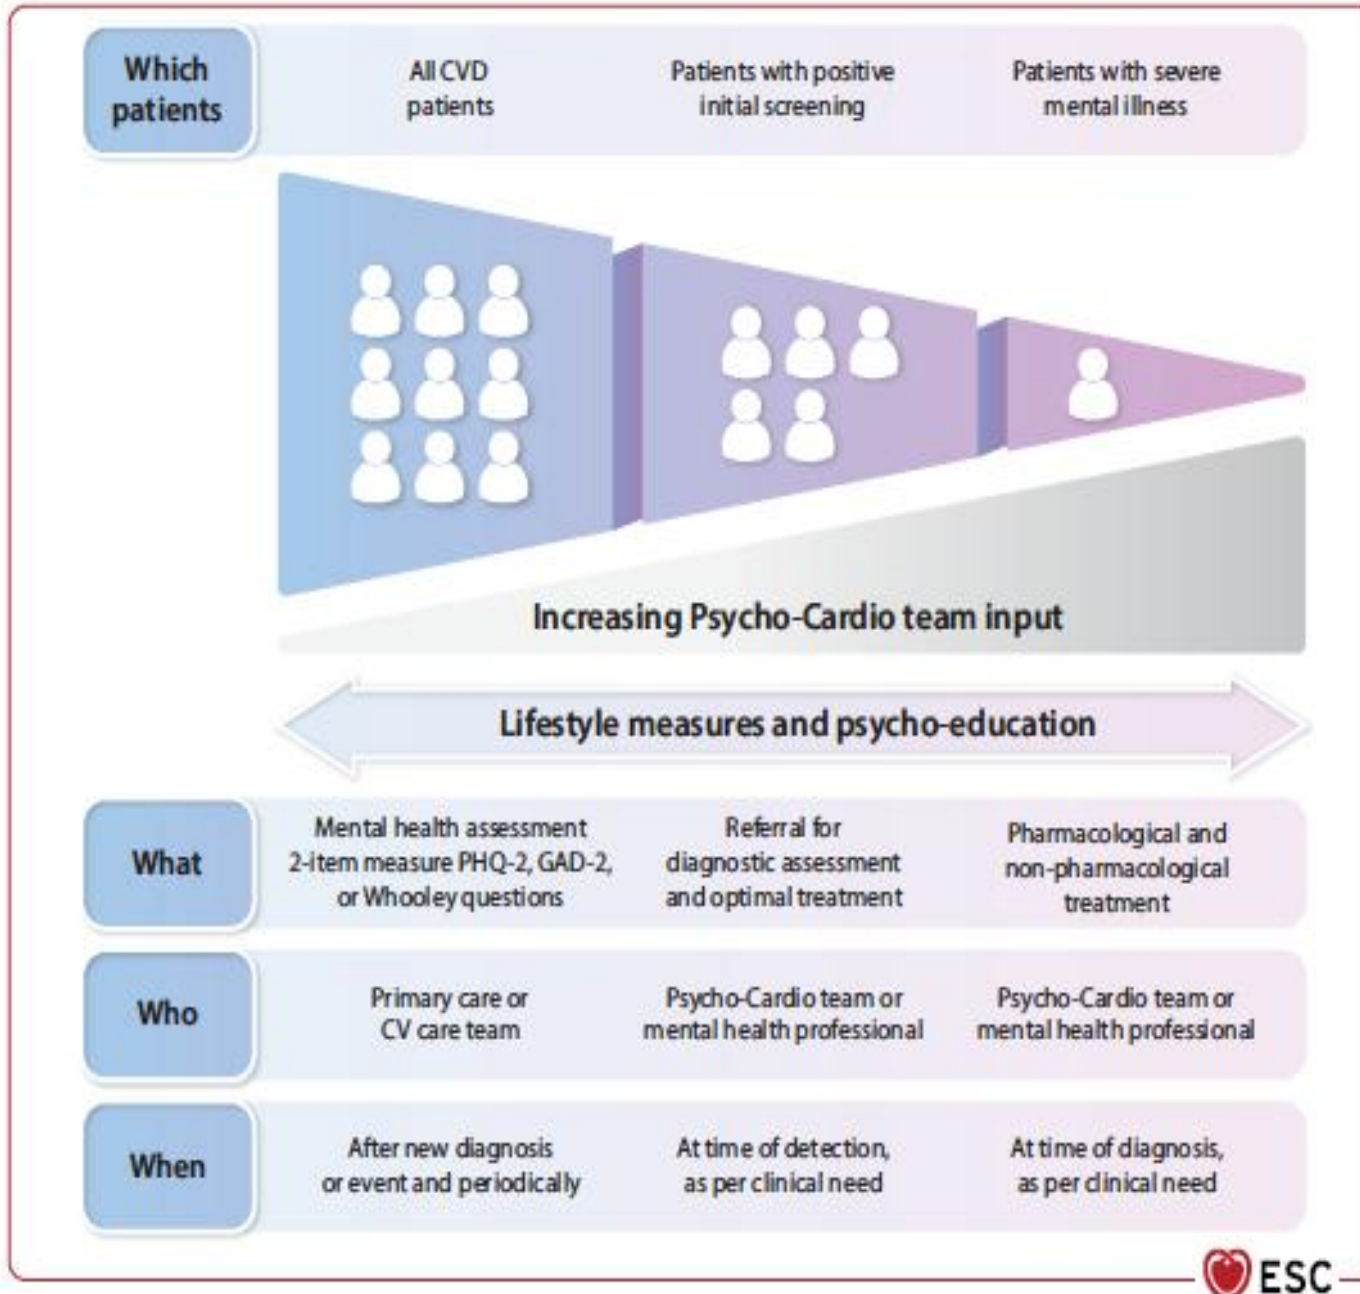 Which
patients
All CVD
patients
Patients with positive
initial screening
Patients with severe
mental illness
Increasing Psycho-Cardio team input
Lifestyle measures and psycho-education
What
Mental health assessment
2-item measure PHQ-2, GAD-2,
or Whooley questions
Referral for
diagnostic assessment
and optimal treatment
Pharmacological and
non-pharmacological
treatment
Who
Primary care or
CV care team
Psycho-Cardio team or
mental health professional
Psycho-Cardio team or
mental health professional
When
After new diagnosis
or event and periodically
At time of detection,
as per clinical need
At time of diagnosis,
as per clinical need
ESC